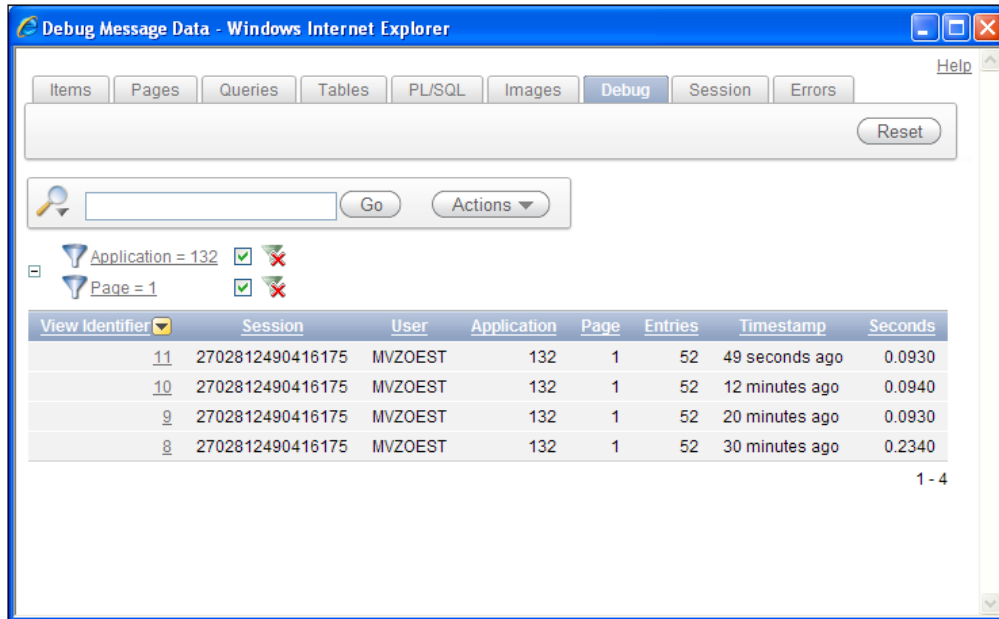 Debug Message Data - Windows Internet Explorer
Help
Items Pages Queries Tables PL/SQL Images Debug Session Errors
Reset
Go Actions
Application = 132
Page = 1
View Identifier Session User Application Page Entries Timestamp Seconds
11 2702812490416175 MVZOEST 132 1 52 49 seconds ago 0.0930
10 2702812490416175 MVZOEST 132 1 52 12 minutes ago 0.0940
9 2702812490416175 MVZOEST 132 1 52 20 minutes ago 0.0930
8 2702812490416175 MVZOEST 132 1 52 30 minutes ago 0.2340
1 - 4